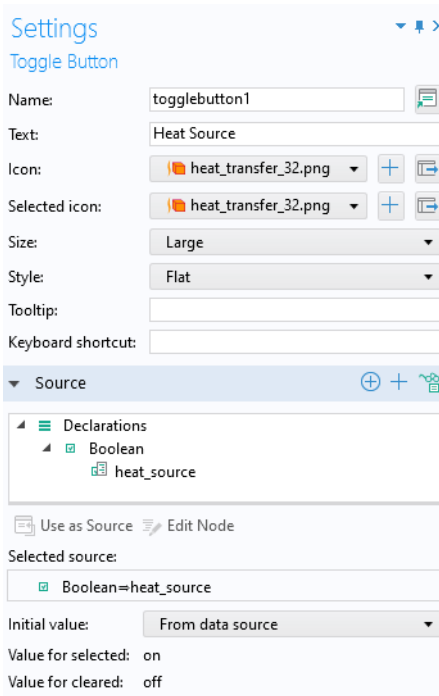 Settings
Toggle Button
Name: togglebutton1
Text: Heat Source
Icon: heat_transfer_32.png
Selected icon: heat_transfer_32.png
Size: Large
Style: Flat
Tooltip:
Keyboard shortcut:
Source
Declarations
Boolean
heat_source
Use as Source Edit Node
Selected source:
Boolean⇒heat_source
Initial value: From data source
Value for selected: on
Value for cleared: off